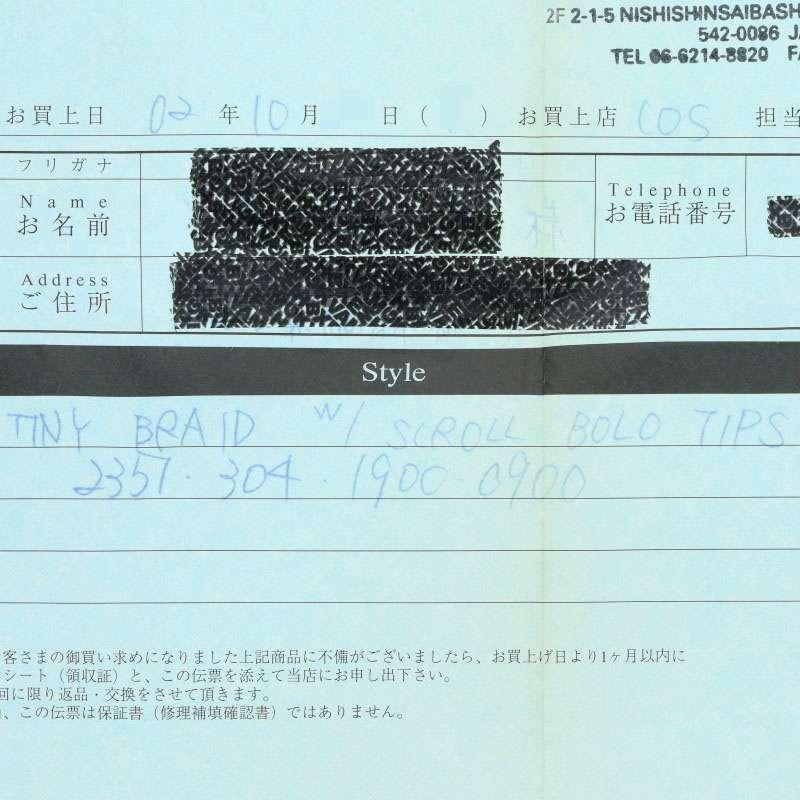 2F 2-1-5 NISHISHINSAIBASH
542-0086 JA
TEL 06-6214-8820 FA
お買上日 02 年 10 月 日 ( ) お買上店 COS 担当
フリガナ
Name
お名前 様
Telephone
お電話番号
Address
ご住所
Style
TINY BRAID W/ SCROLL BOLO TIPS
2357・304・1900・0900
客さまの御買い求めになりました上記商品に不備がございましたら、お買上げ日より1ヶ月以内に
シート（領収証）と、この伝票を添えて当店にお申し出下さい。
回に限り返品・交換をさせて頂きます。
、この伝票は保証書（修理補填確認書）ではありません。